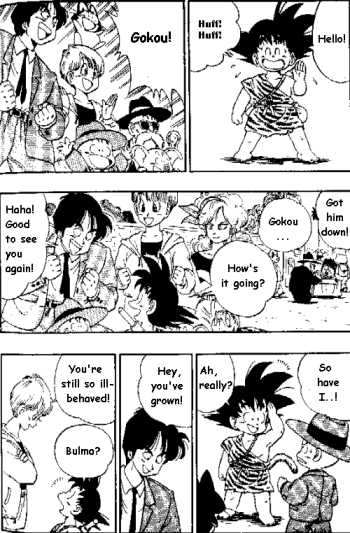 Hello!
Huff!
Huff!
Gokou!
Got
him
down!
Gokou
...
How's
it going?
Haha!
Good
to see
you
again!
So
have
I..!
Ah,
really?
Hey,
you've
grown!
You're
still so ill-
behaved!
Bulma?